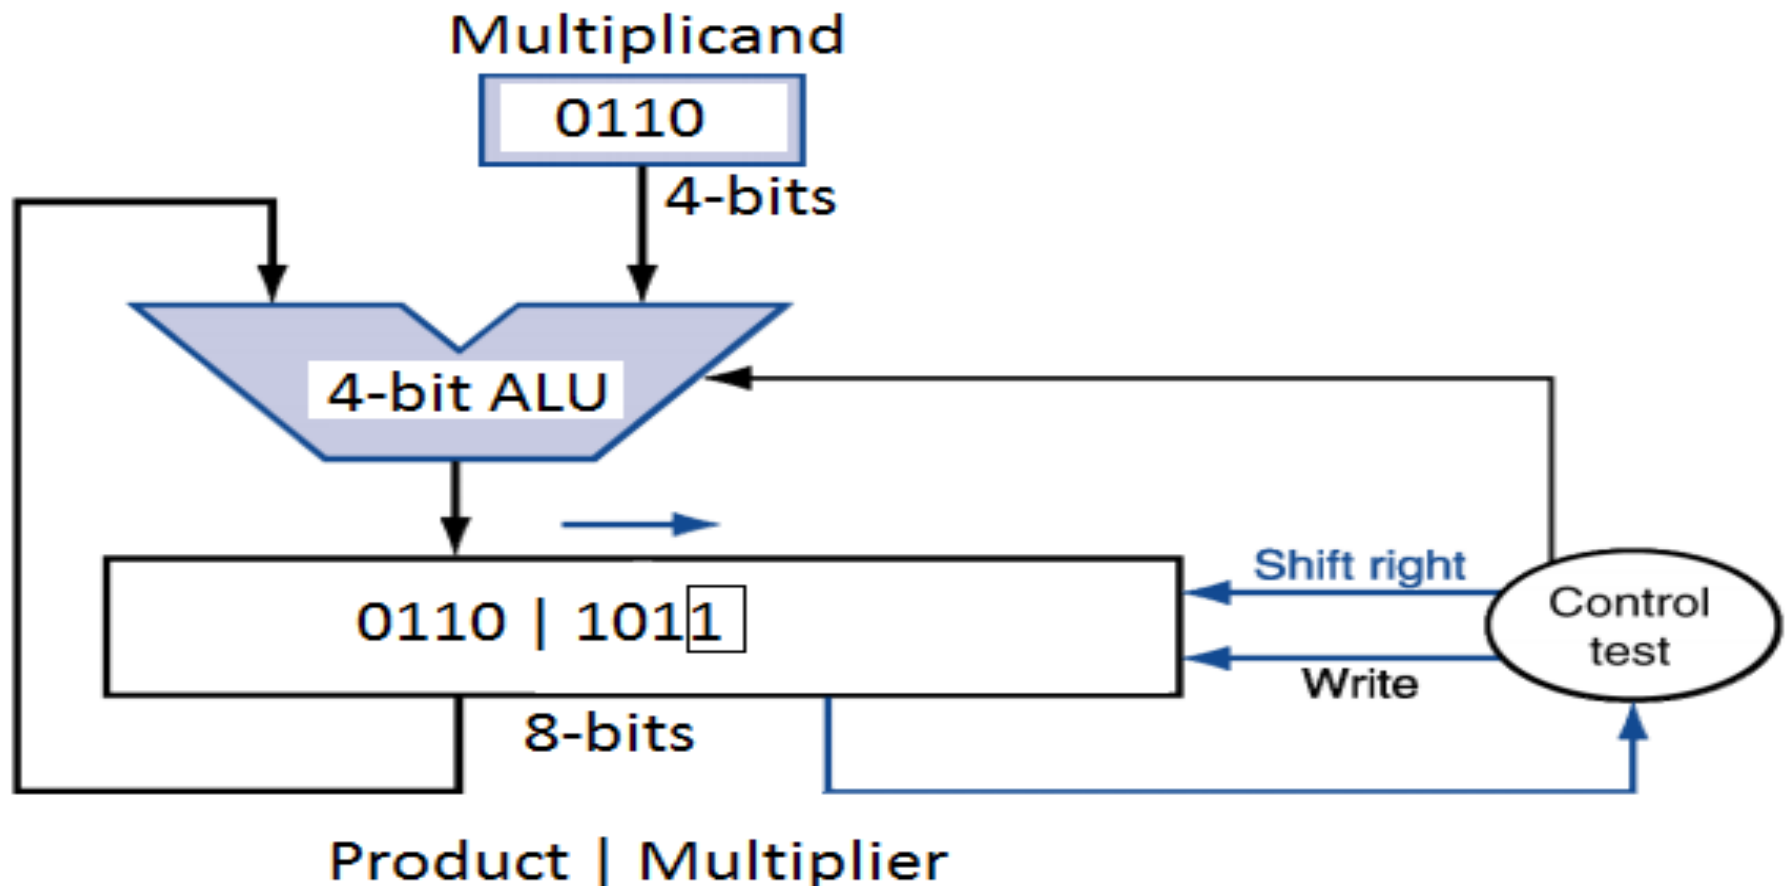 Multiplicand
0110
4-bits
4-bit ALU
Shift right
Control
test
0110 | 1011
Write
8-bits
Product | Multiplier